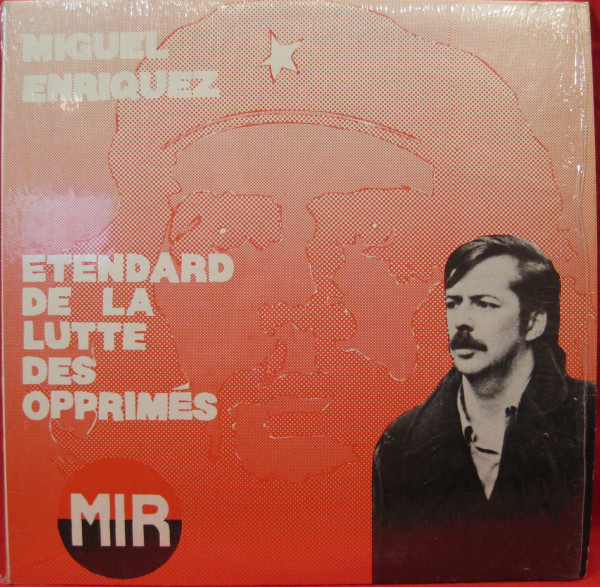 MIGUEL
ENRIQUEZ
ETENDARD
DE LA
LUTTE
DES
OPPRIMÉS
MIR